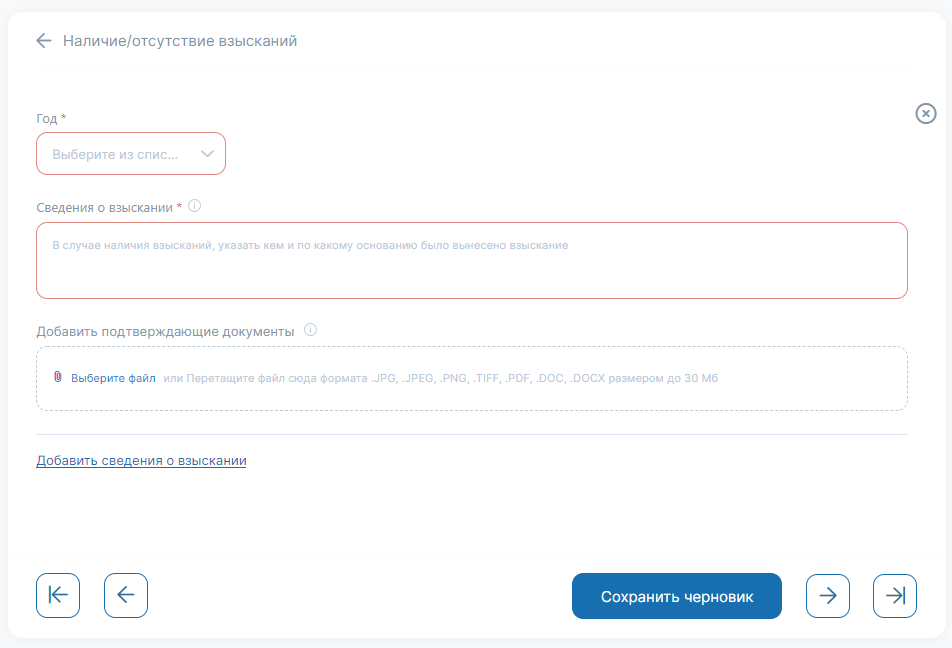 Наличие/отсутствие взысканий
Год *
Выберите из спис...
Сведения о взыскании *
В случае наличия взысканий, указать кем и по какому основанию было вынесено взыскание
Добавить подтверждающие документы
Выберите файл или Перетащите файл сюда формата .JPG, .JPEG, .PNG, .TIFF, .PDF, .DOC, .DOCX размером до 30 Мб
Добавить сведения о взыскании
Сохранить черновик